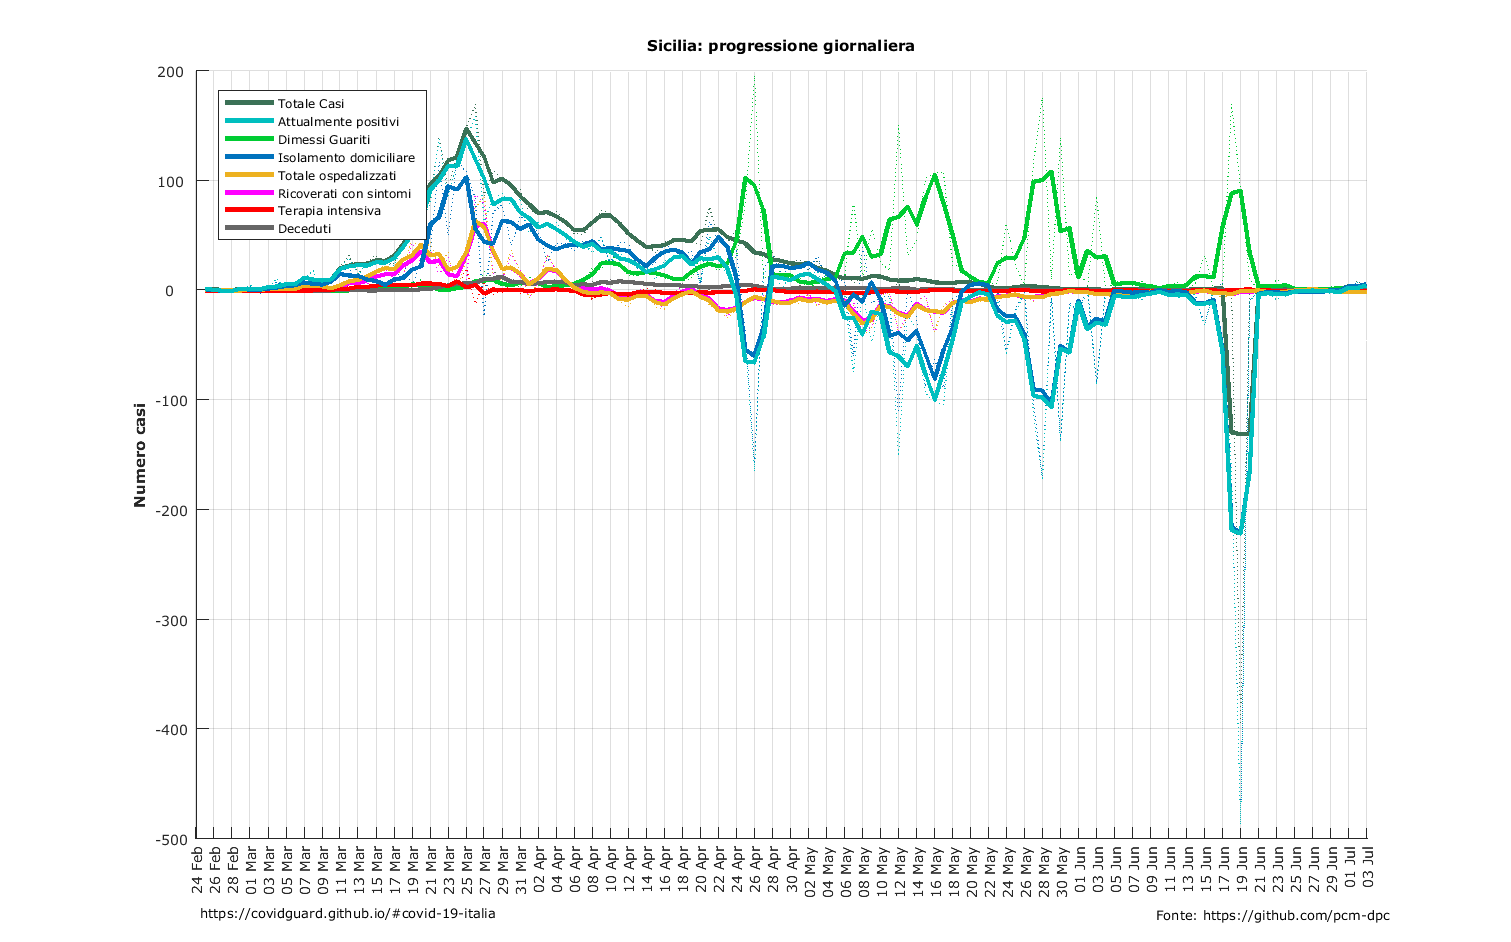 Sicilia: progressione giornaliera
200
100
0
-100
-200
-300
-400
-500
Numero casi
Totale Casi
Attualmente positivi
Dimessi Guariti
Isolamento domiciliare
Totale ospedalizzati
Ricoverati con sintomi
Terapia intensiva
Deceduti
24 Feb
26 Feb
28 Feb
01 Mar
03 Mar
05 Mar
07 Mar
09 Mar
11 Mar
13 Mar
15 Mar
17 Mar
19 Mar
21 Mar
23 Mar
25 Mar
27 Mar
29 Mar
31 Mar
02 Apr
04 Apr
06 Apr
08 Apr
10 Apr
12 Apr
14 Apr
16 Apr
18 Apr
20 Apr
22 Apr
24 Apr
26 Apr
28 Apr
30 Apr
02 May
04 May
06 May
08 May
10 May
12 May
14 May
16 May
18 May
20 May
22 May
24 May
26 May
28 May
30 May
01 Jun
03 Jun
05 Jun
07 Jun
09 Jun
11 Jun
13 Jun
15 Jun
17 Jun
19 Jun
21 Jun
23 Jun
25 Jun
27 Jun
29 Jun
01 Jul
03 Jul
https://covidguard.github.io/#covid-19-italia
Fonte: https://github.com/pcm-dpc